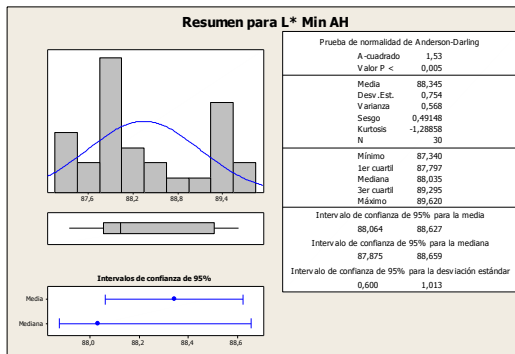 Resumen para L* Min AH
87,6 88,2 88,8 89,4
Intervalos de confianza de 95%
Media
Mediana
88,0 88,2 88,4 88,6
Prueba de normalidad de Anderson-Darling
A-cuadrado 1,53
Valor P < 0,005
Media 88,345
Desv.Est. 0,754
Varianza 0,568
Sesgo 0,49148
Kurtosis -1,28858
N 30
Mínimo 87,340
1er cuartil 87,797
Mediana 88,035
3er cuartil 89,295
Máximo 89,620
Intervalo de confianza de 95% para la media
88,064 88,627
Intervalo de confianza de 95% para la mediana
87,875 88,659
Intervalo de confianza de 95% para la desviación estándar
0,600 1,013